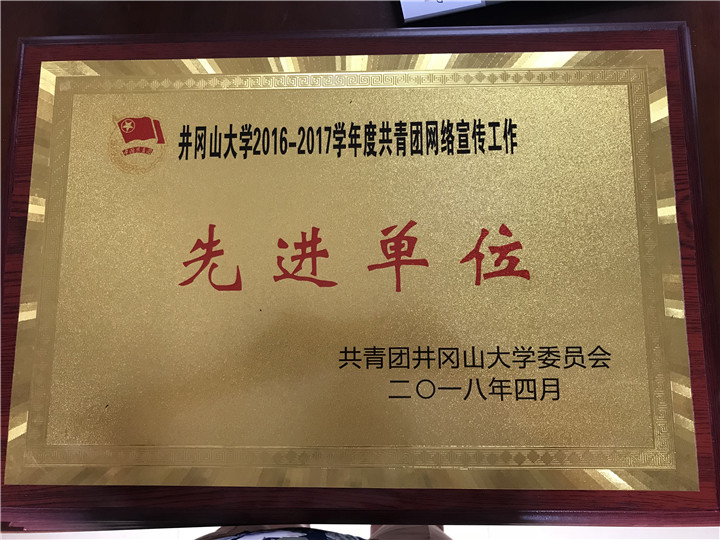 井冈山大学2016-2017学年度共青团网络宣传工作
先进单位
共青团井冈山大学委员会
二〇一八年四月